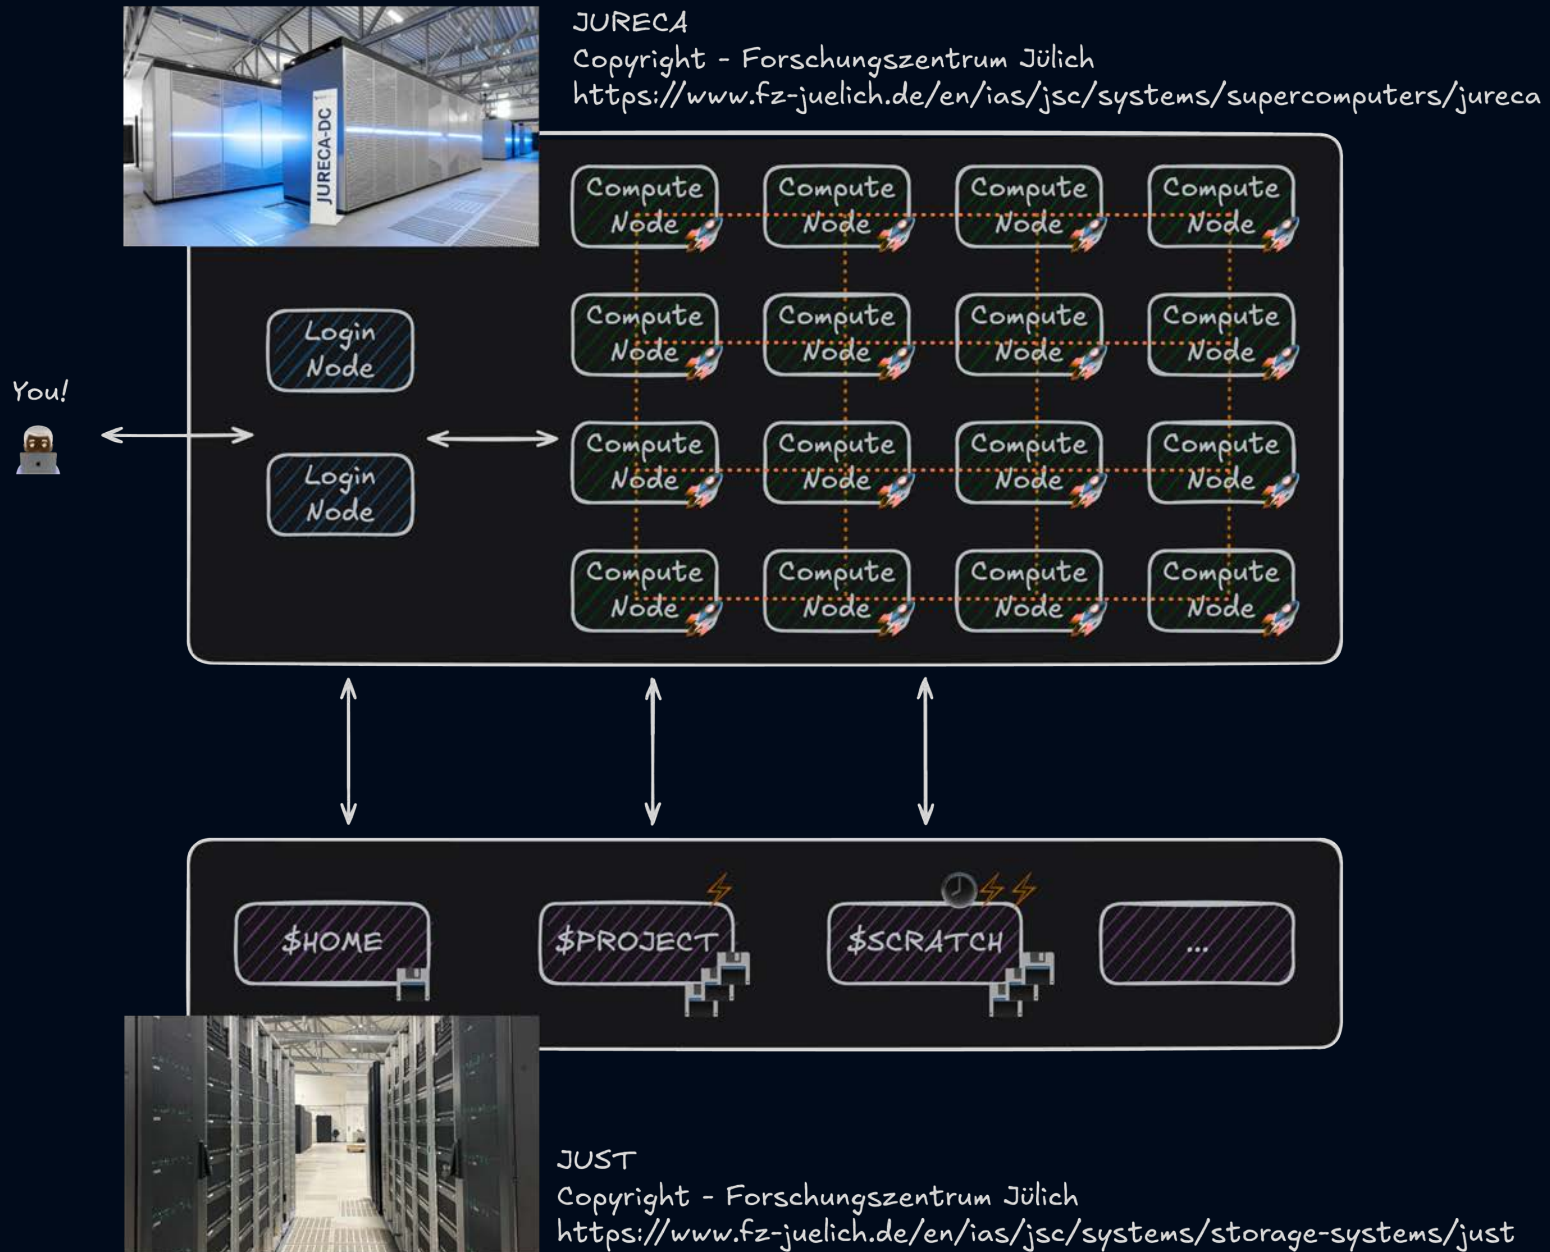 JURECA
Copyright - Forschungszentrum Jülich
https://www.fz-juelich.de/en/ias/jsc/systems/supercomputers/jureca
JURECA-DC
Compute
Node
Compute
Node
Compute
Node
Compute
Node
Login
Node
Compute
Node
Compute
Node
Compute
Node
Compute
Node
You!
Login
Node
Compute
Node
Compute
Node
Compute
Node
Compute
Node
Compute
Node
Compute
Node
Compute
Node
Compute
Node
$HOME
$PROJECT
$SCRATCH
...
JUST
Copyright - Forschungszentrum Jülich
https://www.fz-juelich.de/en/ias/jsc/systems/storage-systems/just